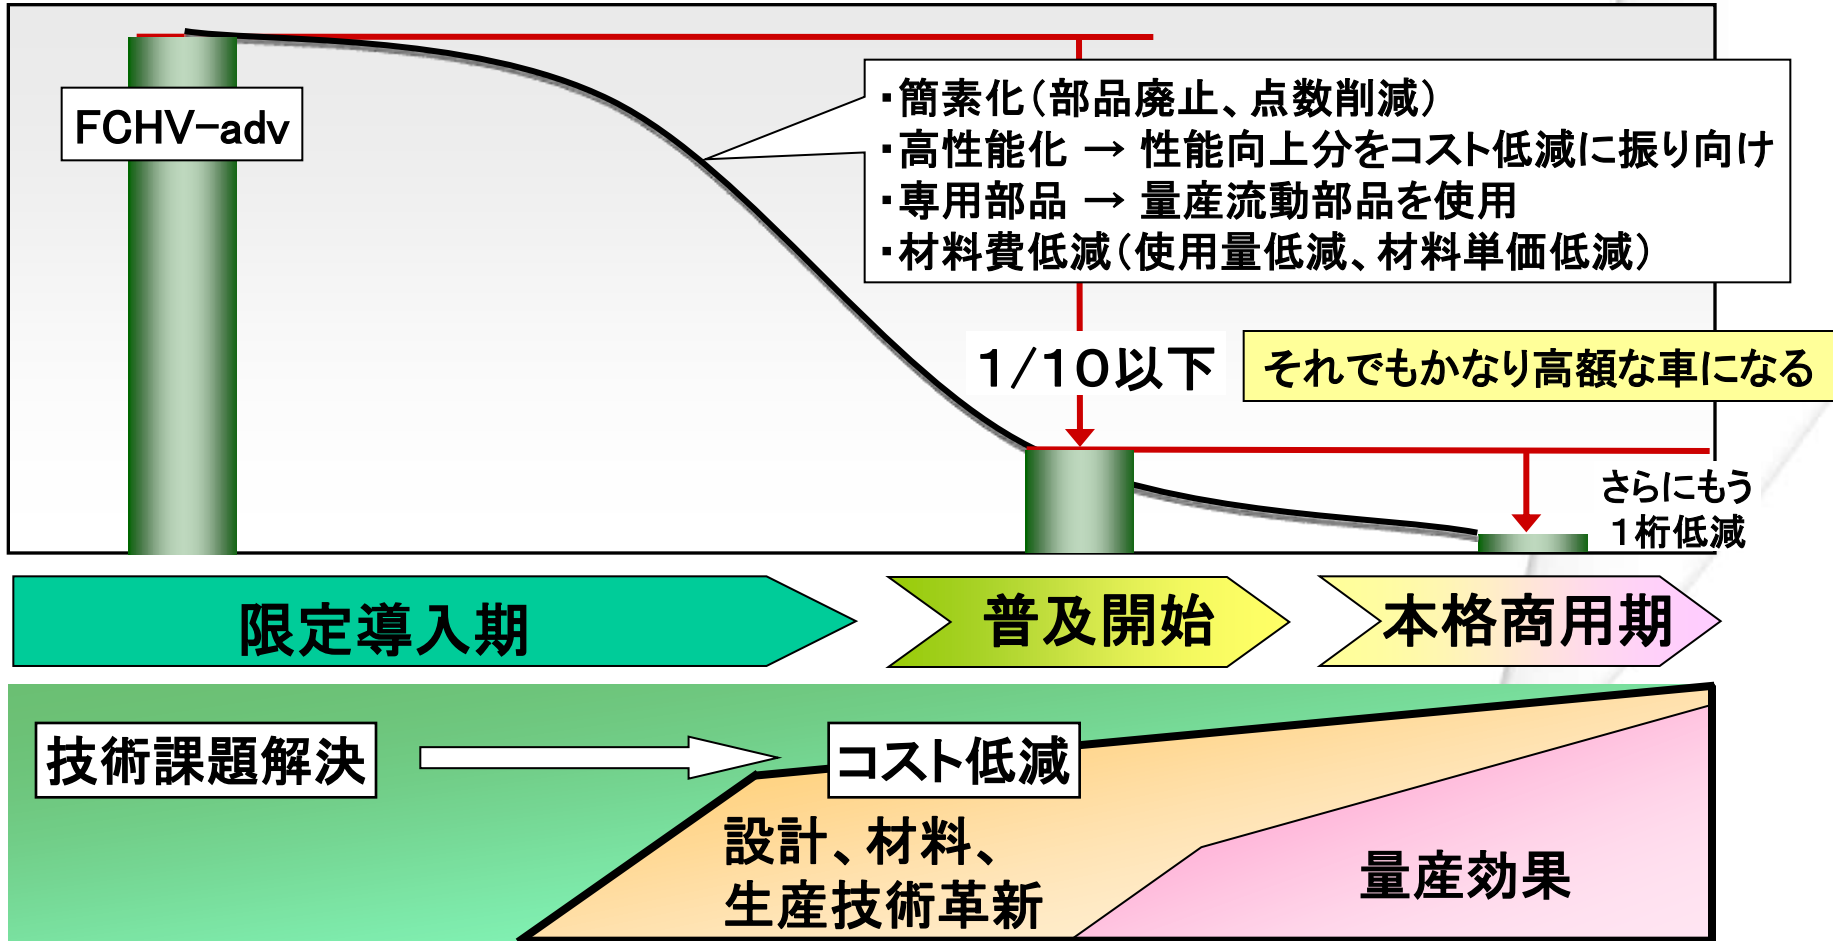 FCHV-adv
・簡素化（部品廃止、点数削減）
・高性能化 → 性能向上分をコスト低減に振り向け
・専用部品 → 量産流動部品を使用
・材料費低減（使用量低減、材料単価低減）
1/10以下
それでもかなり高額な車になる
さらにもう
1桁低減
限定導入期
普及開始
本格商用期
技術課題解決
コスト低減
設計、材料、
生産技術革新
量産効果